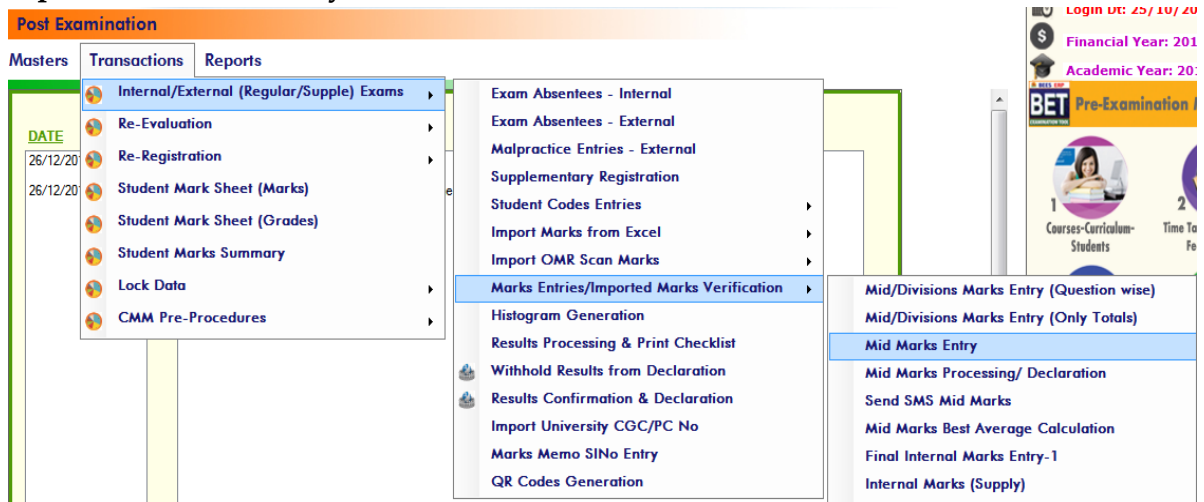 Post Examination
Masters Transactions Reports
Internal/External (Regular/Supple) Exams
Re-Evaluation
Re-Registration
Student Mark Sheet (Marks)
Student Mark Sheet (Grades)
Student Marks Summary
Lock Data
CMM Pre-Procedures
DATE
26/12/20
26/12/20
Exam Absentees - Internal
Exam Absentees - External
Malpractice Entries - External
Supplementary Registration
Student Codes Entries
Import Marks from Excel
Import OMR Scan Marks
Marks Entries/Imported Marks Verification
Histogram Generation
Results Processing & Print Checklist
Withhold Results from Declaration
Results Confirmation & Declaration
Import University CGC/PC No
Marks Memo SlNo Entry
QR Codes Generation
Mid/Divisions Marks Entry (Question wise)
Mid/Divisions Marks Entry (Only Totals)
Mid Marks Entry
Mid Marks Processing/ Declaration
Send SMS Mid Marks
Mid Marks Best Average Calculation
Final Internal Marks Entry-1
Internal Marks (Supply)
Login Dt: 25/10/20
Financial Year: 201
Academic Year: 201
BET Pre-Examination
1
2
Courses-Curriculum-
Students
Time Ta
Fe